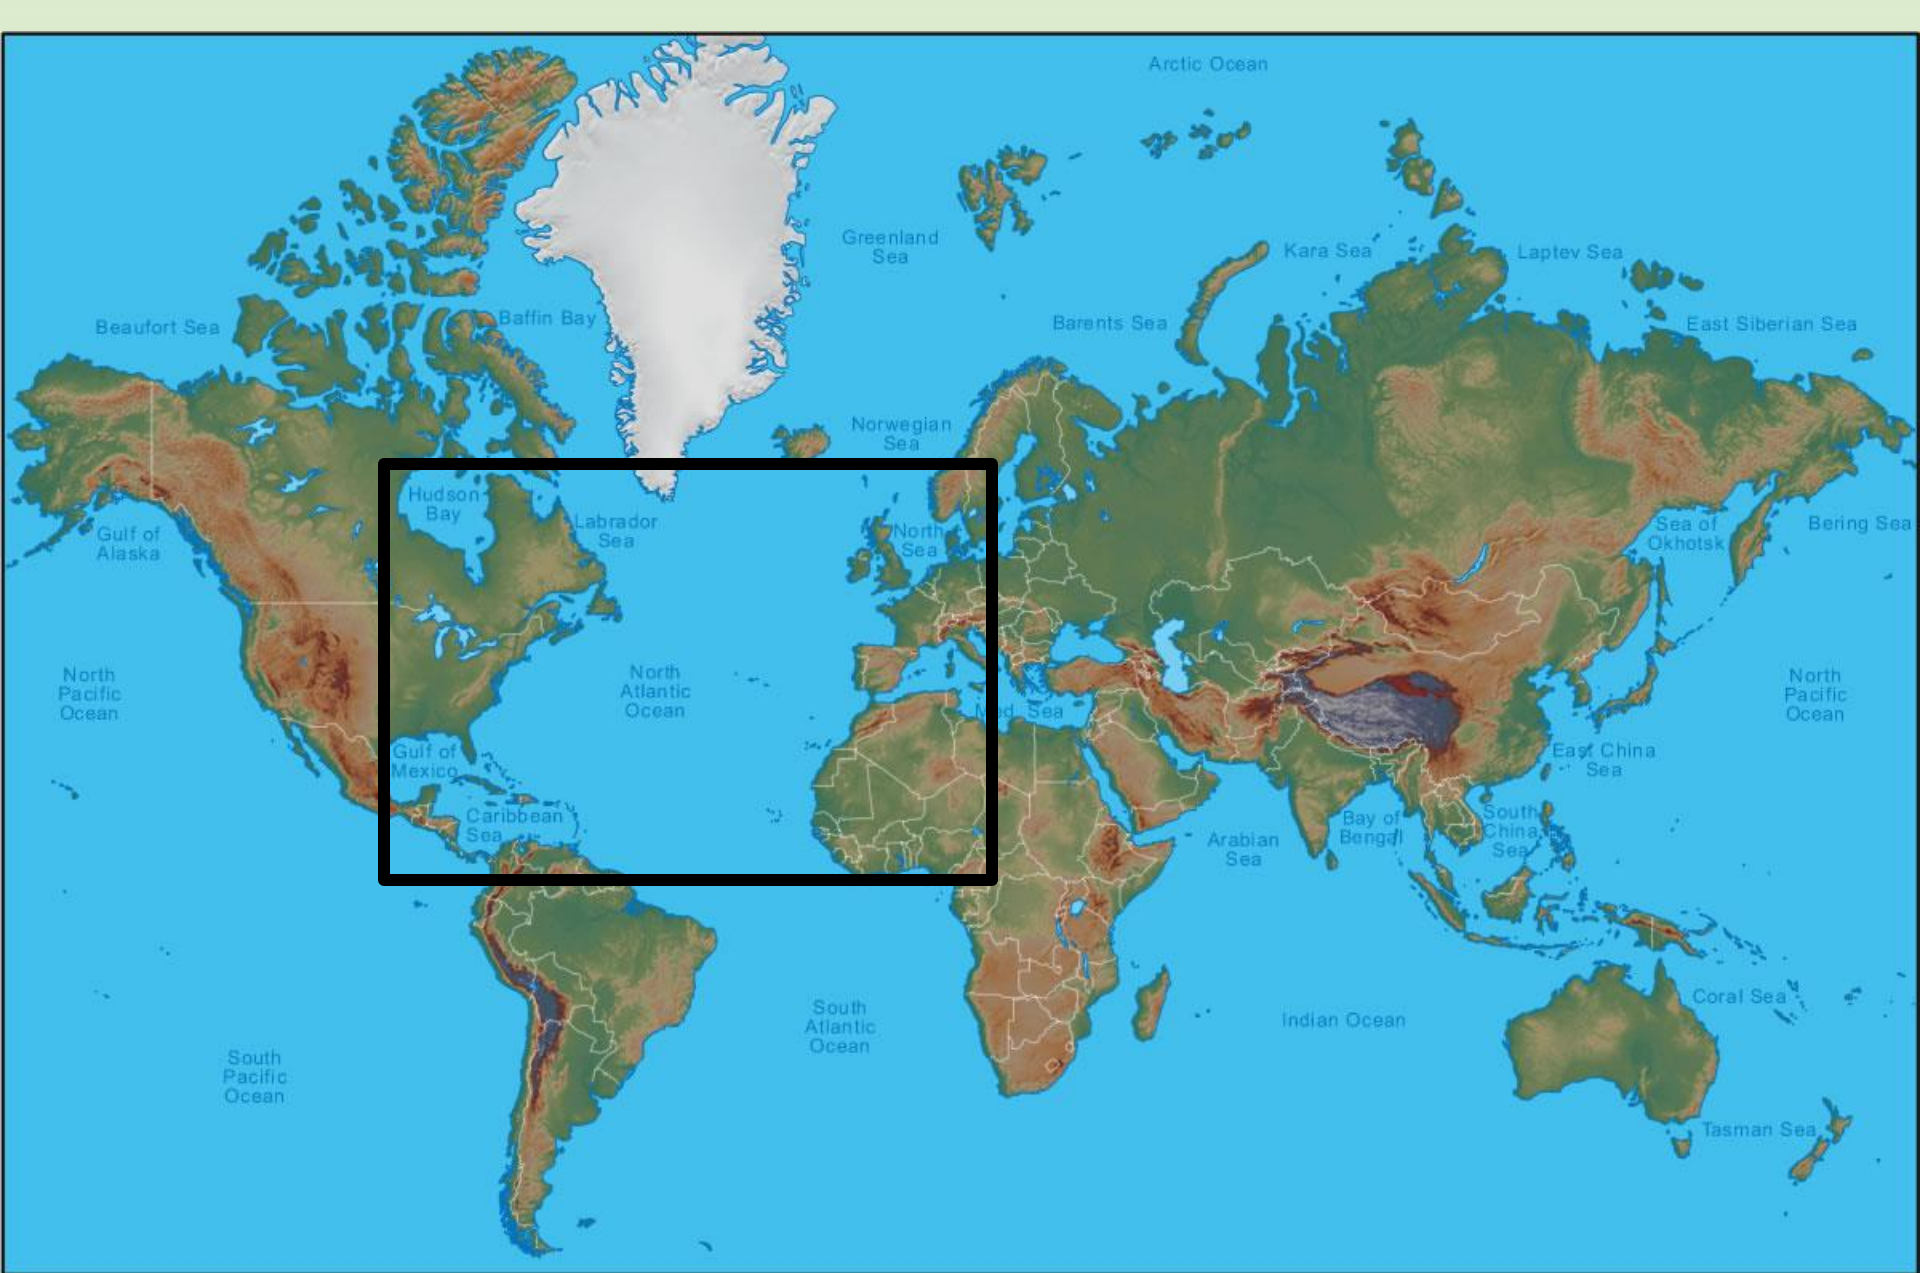 Arctic Ocean
Greenland
Sea
Kara Sea
Laptev Sea
Beaufort Sea
Baffin Bay
Barents Sea
East Siberian Sea
Norwegian
Sea
Hudson
Bay
Labrador
Sea
North
Sea
Gulf of
Alaska
Sea of
Okhotsk
Bering Sea
North
Pacific
Ocean
North
Atlantic
Ocean
Med. Sea
North
Pacific
Ocean
Gulf of
Mexico
East China
Sea
Caribbean
Sea
Arabian
Sea
Bay of
Bengal
South
China
Sea
South
Atlantic
Ocean
Indian Ocean
Coral Sea
South
Pacific
Ocean
Tasman Sea